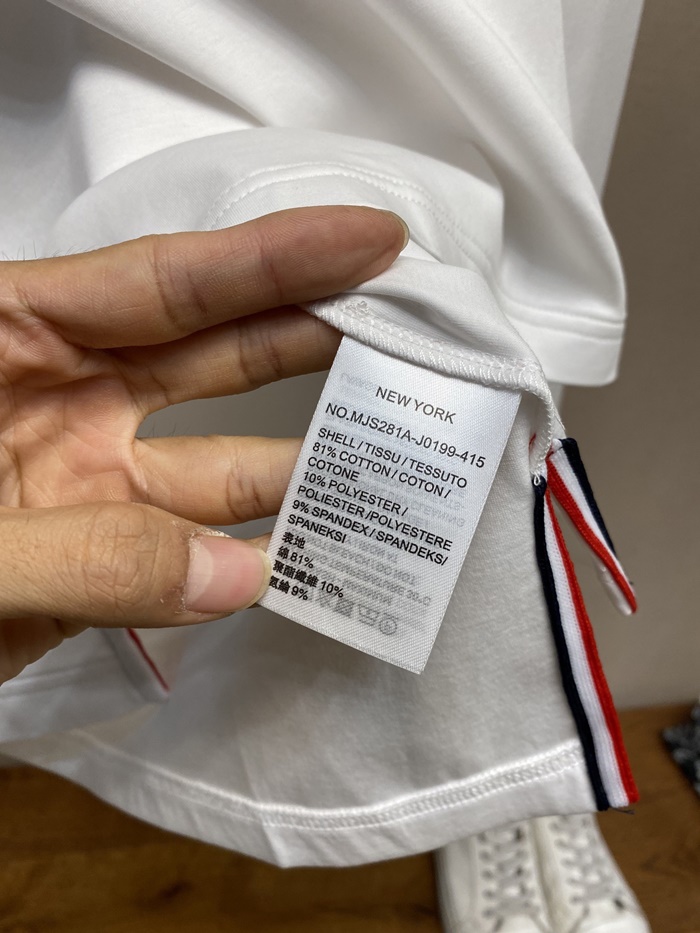 NEW YORK
NO.MJS281A-J0199-415
SHELL / TISSU / TESSUTO
81% COTTON / COTON /
COTONE
10% POLYESTER /
POLIESTER /POLYESTERE
9% SPANDEX / SPANDEKS/
SPANEKSI
表地
綿 81%
聚酯纖維 10%
氨綸 9%